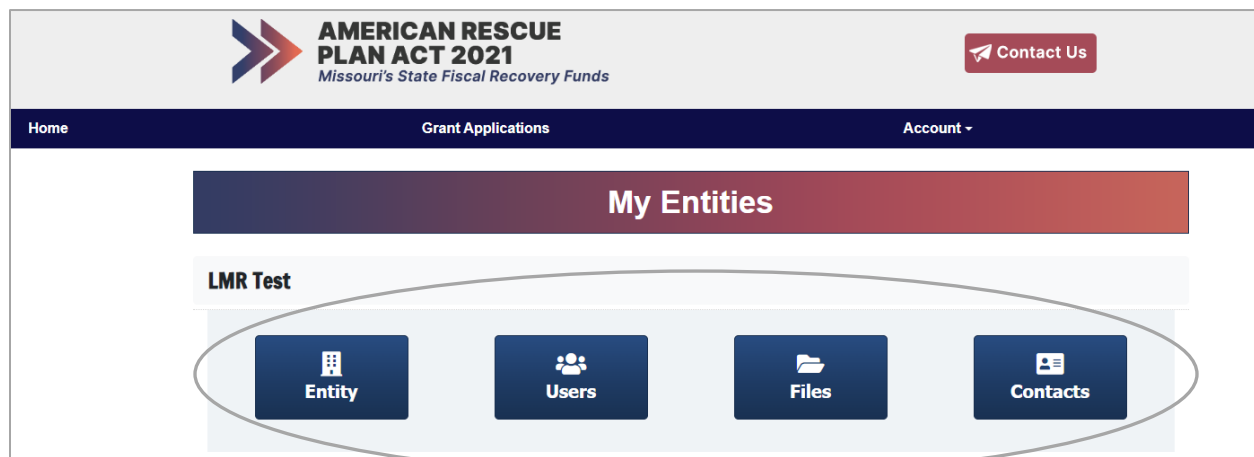 AMERICAN RESCUE
PLAN ACT 2021
Missouri's State Fiscal Recovery Funds
Contact Us
Home
Grant Applications
Account
My Entities
LMR Test
Entity
Users
Files
Contacts